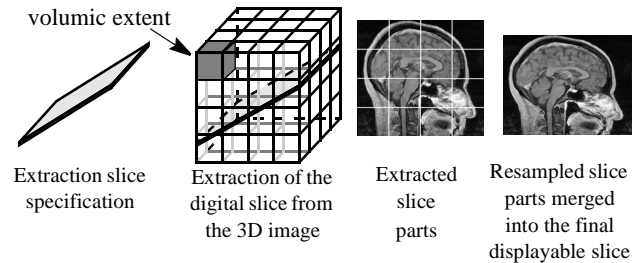 volumic extent
Extraction slice
specification
Extraction of the
digital slice from
the 3D image
Extracted
slice
parts
Resampled slice
parts merged
into the final
displayable slice